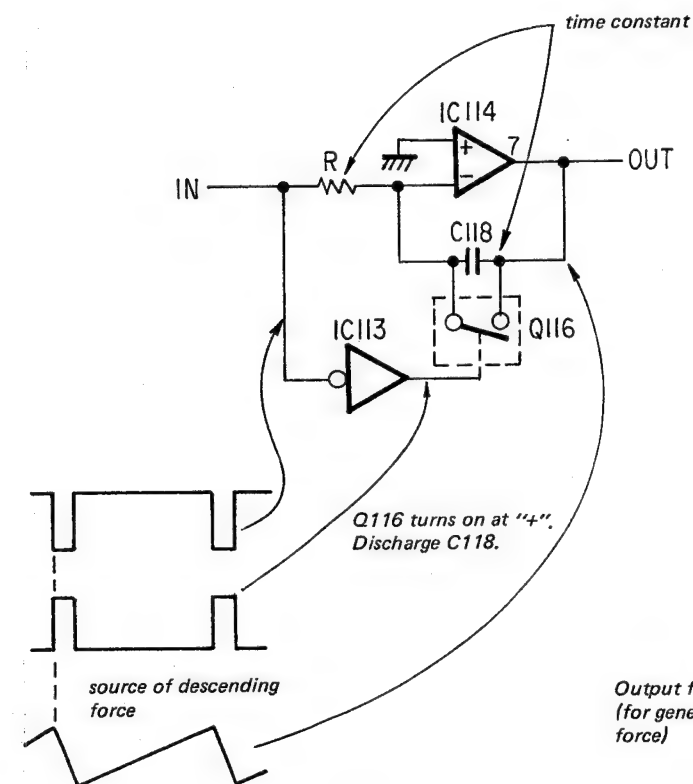 time constant
IC114
+
7
R
−
IN
OUT
C118
IC113
Q116
Q116 turns on at "+".
Discharge C118.
source of descending
force
Output f
(for gene
force)